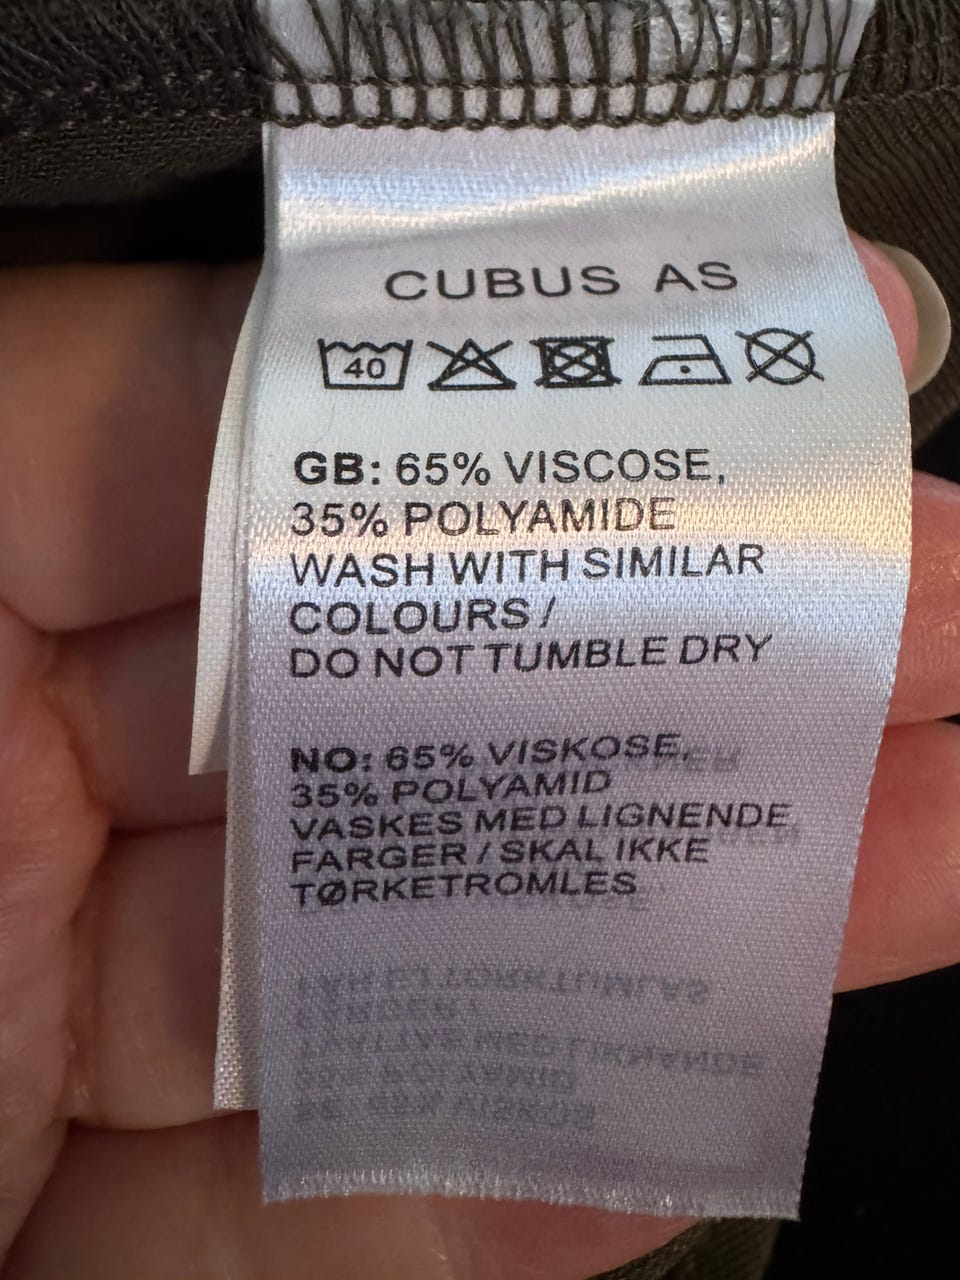 CUBUS AS
40
GB: 65% VISCOSE,
35% POLYAMIDE
WASH WITH SIMILAR
COLOURS /
DO NOT TUMBLE DRY
NO: 65% VISKOSE,
35% POLYAMID
VASKES MED LIGNENDE
FARGER / SKAL IKKE
TØRKETROMLES